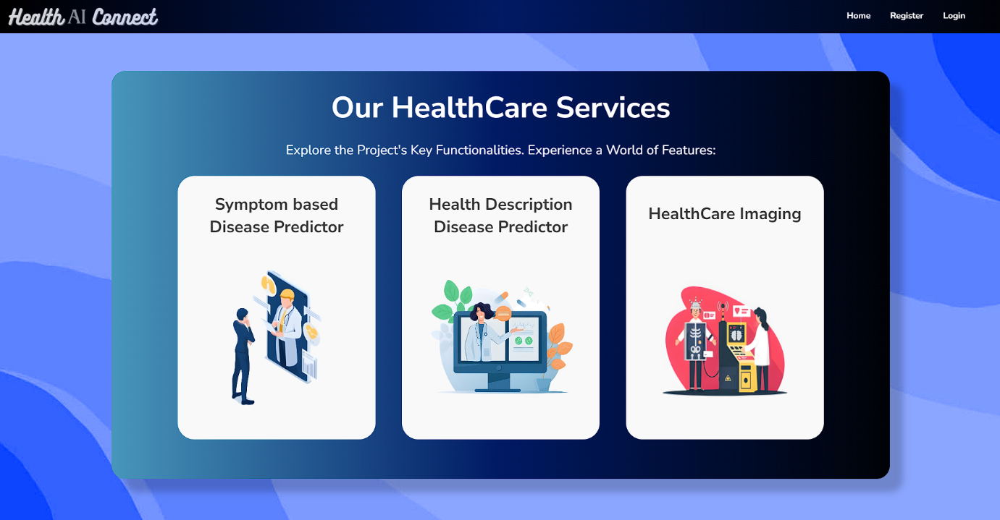 Health AI Connect
Home Register Login
Our HealthCare Services
Explore the Project's Key Functionalities. Experience a World of Features:
Symptom based
Disease Predictor
Health Description
Disease Predictor
HealthCare Imaging